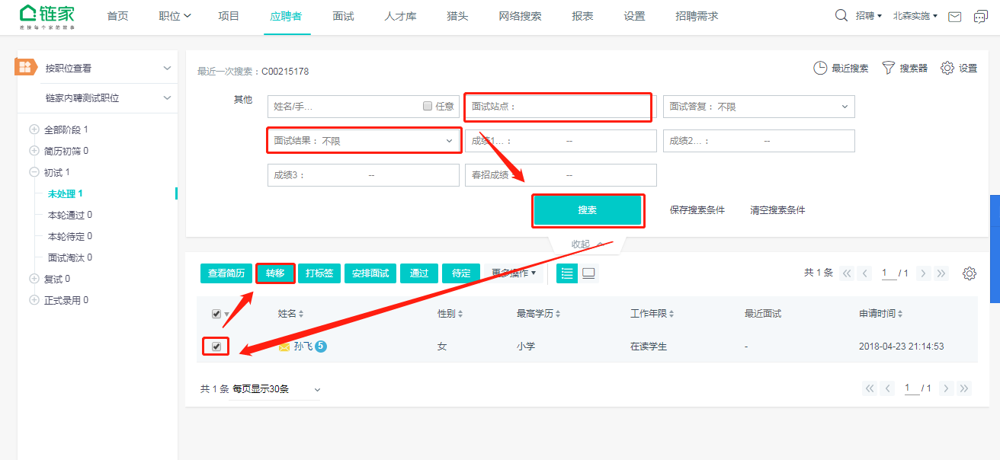 链家
连接每个家的故事
首页 职位 项目 应聘者 面试 人才库 猎头 网络搜索 报表 设置 招聘需求 招聘 北森实施
按职位查看
链家内聘测试职位
全部阶段 1
简历初筛 0
初试 1
未处理 1
本轮通过 0
本轮待定 0
面试淘汰 0
复试 0
正式录用 0
最近一次搜索：C00215178 最近搜索 搜索器 设置
其他 姓名/手... 任意 面试站点： 面试答复：不限
面试结果：不限 成绩1...： -- 成绩2...： --
成绩3： -- 春招成绩： --
搜索 保存搜索条件 清空搜索条件
收起
查看简历 转移 打标签 安排面试 通过 待定 更多操作 共 1 条 1 / 1
姓名 性别 最高学历 工作年限 最近面试 申请时间
孙飞 5 女 小学 在读学生 - 2018-04-23 21:14:53
共 1 条 每页显示30条 1 / 1